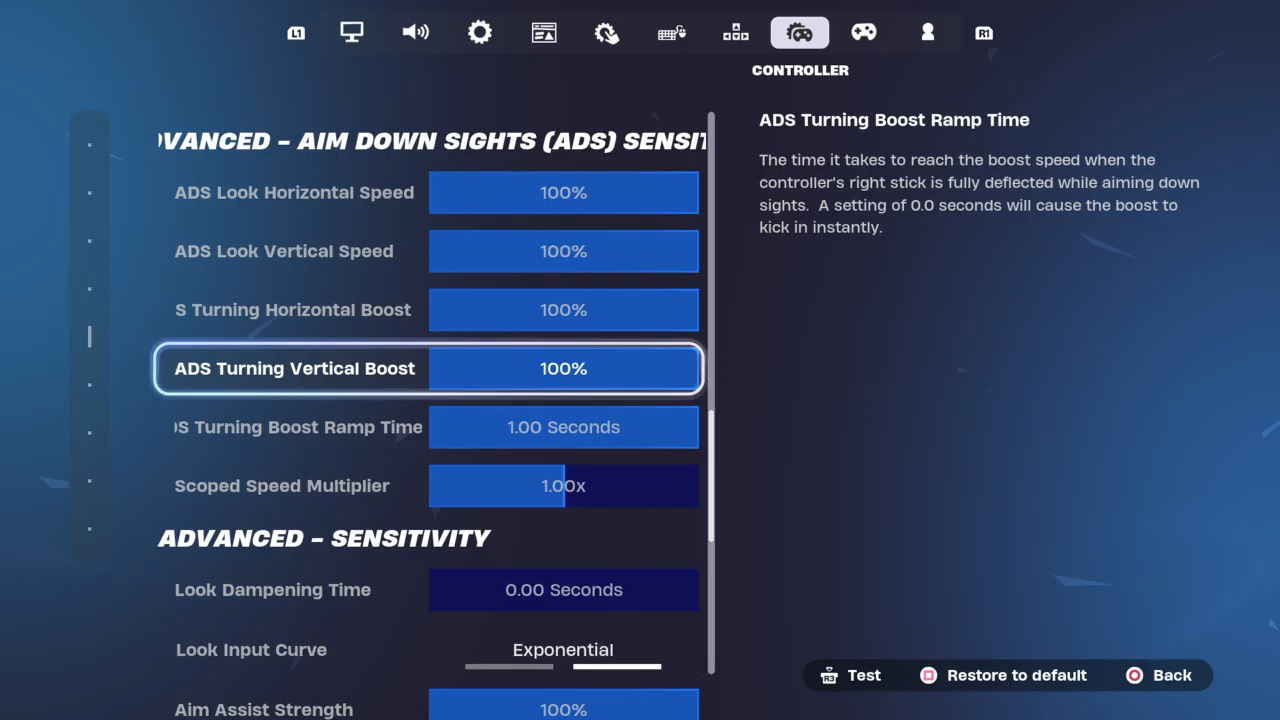 L1
R1
CONTROLLER
VANCED – AIM DOWN SIGHTS (ADS) SENSIT
ADS Look Horizontal Speed 100%
ADS Look Vertical Speed 100%
S Turning Horizontal Boost 100%
ADS Turning Vertical Boost 100%
S Turning Boost Ramp Time 1.00 Seconds
Scoped Speed Multiplier 1.00x
ADVANCED – SENSITIVITY
Look Dampening Time 0.00 Seconds
Look Input Curve Exponential
Aim Assist Strength 100%
ADS Turning Boost Ramp Time
The time it takes to reach the boost speed when the
controller's right stick is fully deflected while aiming down
sights. A setting of 0.0 seconds will cause the boost to
kick in instantly.
R3 Test
Restore to default
Back